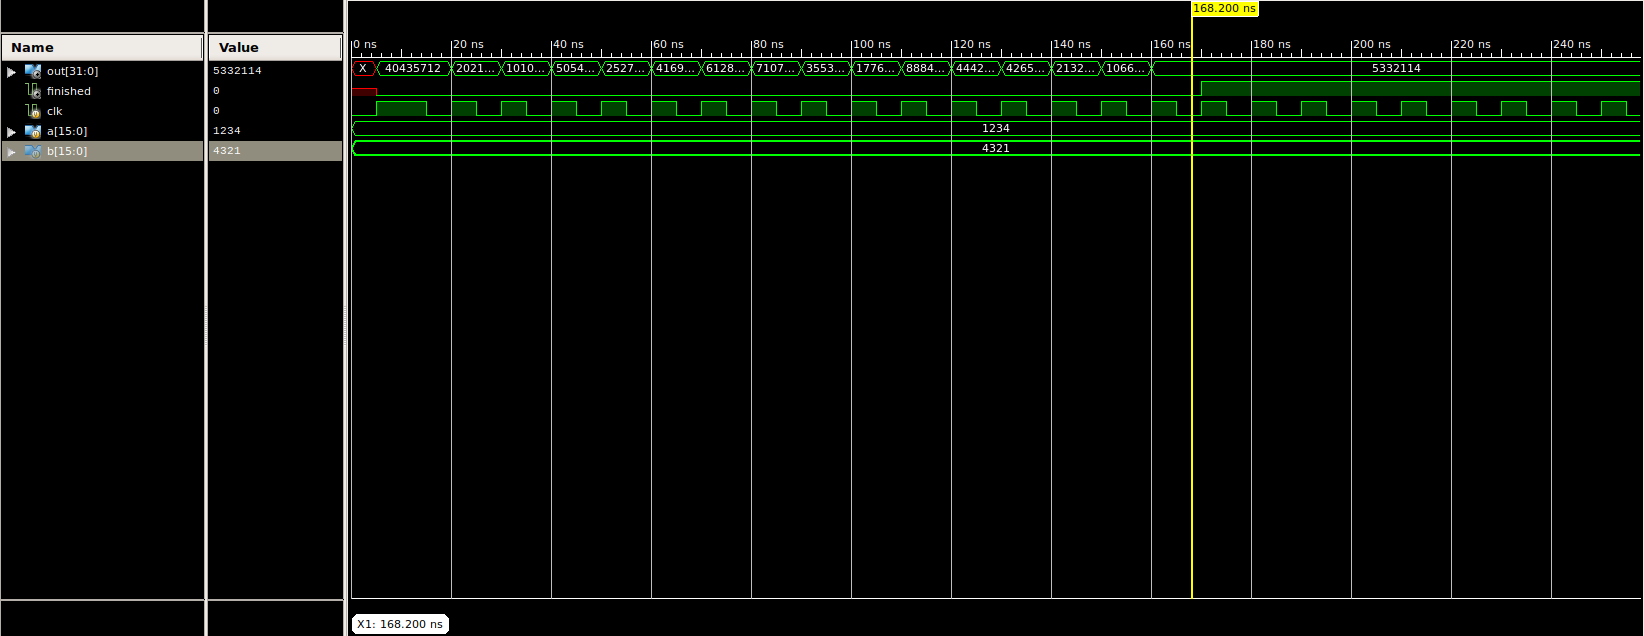 168.200 ns
Name Value
0 ns 20 ns 40 ns 60 ns 80 ns 100 ns 120 ns 140 ns 160 ns 180 ns 200 ns 220 ns 240 ns
out[31:0] 5332114 X 40435712 2021... 1010... 5054... 2527... 4169... 6128... 7107... 3553... 1776... 8884... 4442... 4265... 2132... 1066... 5332114
finished 0
clk 0
a[15:0] 1234 1234
b[15:0] 4321 4321
X1: 168.200 ns